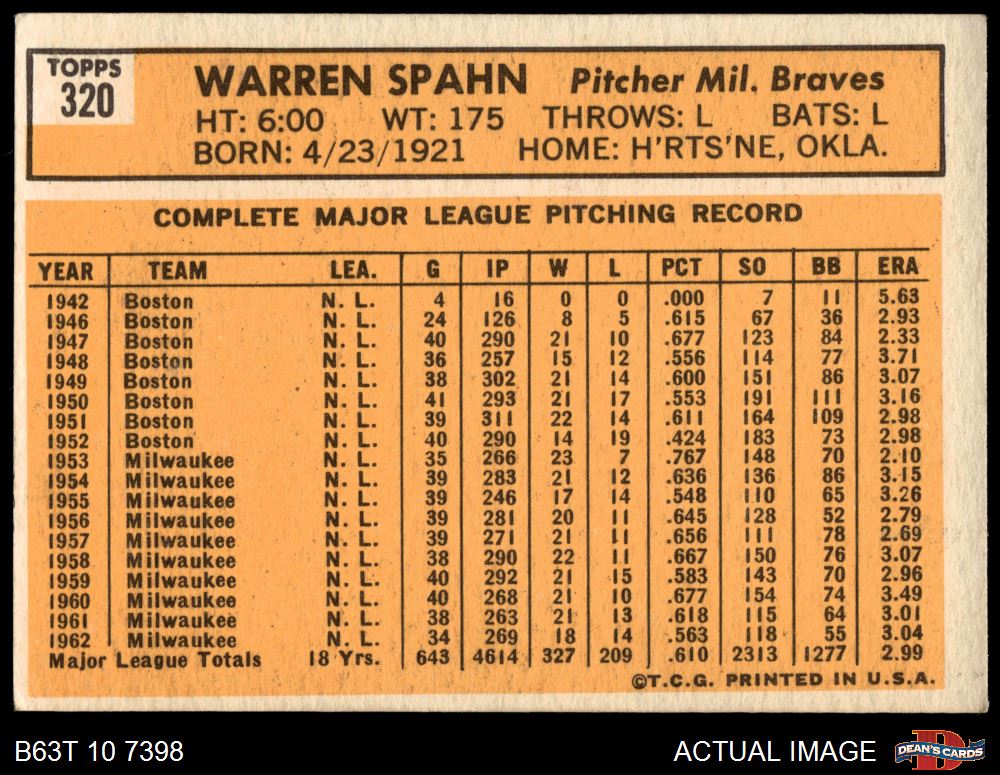 TOPPS
320
WARREN SPAHN Pitcher Mil. Braves
HT: 6:00 WT: 175 THROWS: L BATS: L
BORN: 4/23/1921 HOME: H'RTS'NE, OKLA.
COMPLETE MAJOR LEAGUE PITCHING RECORD
YEAR TEAM LEA. G IP W L PCT SO BB ERA
1942 Boston N. L. 4 16 0 0 .000 7 11 5.63
1946 Boston N. L. 24 126 8 5 .615 67 36 2.93
1947 Boston N. L. 40 290 21 10 .677 123 84 2.33
1948 Boston N. L. 36 257 15 12 .556 114 77 3.71
1949 Boston N. L. 38 302 21 14 .600 151 86 3.07
1950 Boston N. L. 41 293 21 17 .553 191 111 3.16
1951 Boston N. L. 39 311 22 14 .611 164 109 2.98
1952 Boston N. L. 40 290 14 19 .424 183 73 2.98
1953 Milwaukee N. L. 35 266 23 7 .767 148 70 2.10
1954 Milwaukee N. L. 39 283 21 12 .636 136 86 3.15
1955 Milwaukee N. L. 39 246 17 14 .548 110 65 3.26
1956 Milwaukee N. L. 39 281 20 11 .645 128 52 2.79
1957 Milwaukee N. L. 39 271 21 11 .656 111 78 2.69
1958 Milwaukee N. L. 38 290 22 11 .667 150 76 3.07
1959 Milwaukee N. L. 40 292 21 15 .583 143 70 2.96
1960 Milwaukee N. L. 40 268 21 10 .677 154 74 3.49
1961 Milwaukee N. L. 38 263 21 13 .618 115 64 3.01
1962 Milwaukee N. L. 34 269 18 14 .563 118 55 3.04
Major League Totals 18 Yrs. 643 4614 327 209 .610 2313 1277 2.99
©T.C.G. PRINTED IN U.S.A.
B63T 10 7398 ACTUAL IMAGE DEAN'S CARDS